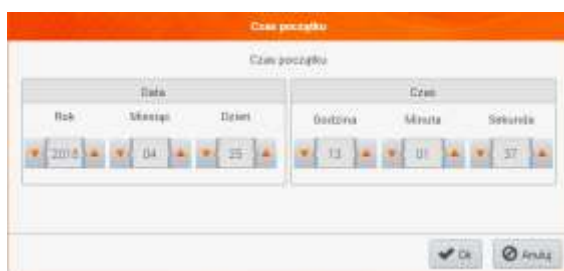 Czas początku
Czas początku
Data Czas
Rok Miesiąc Dzień Godzina Minuta Sekunda
2018 04 25 13 01 37
Ok Anuluj